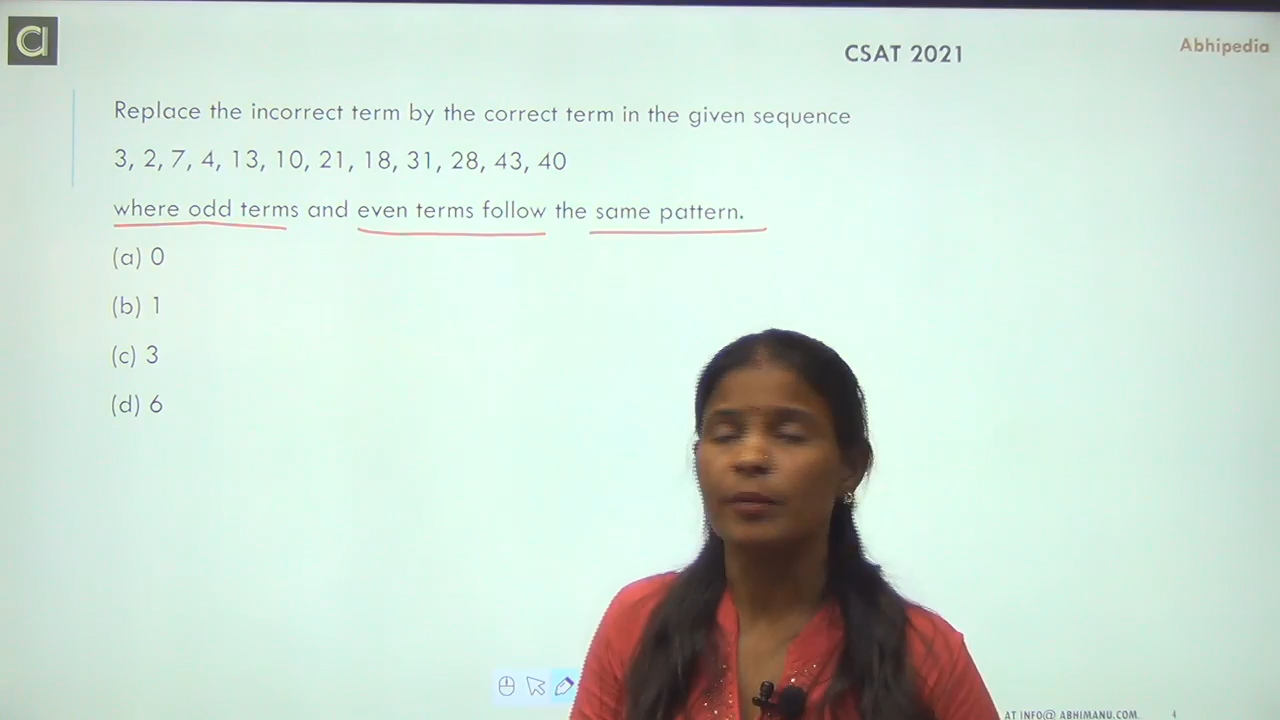 CSAT 2021
Abhipedia
Replace the incorrect term by the correct term in the given sequence
3, 2, 7, 4, 13, 10, 21, 18, 31, 28, 43, 40
where odd terms and even terms follow the same pattern.
(a) 0
(b) 1
(c) 3
(d) 6
AT INFO@ ABHIMANU.COM
4